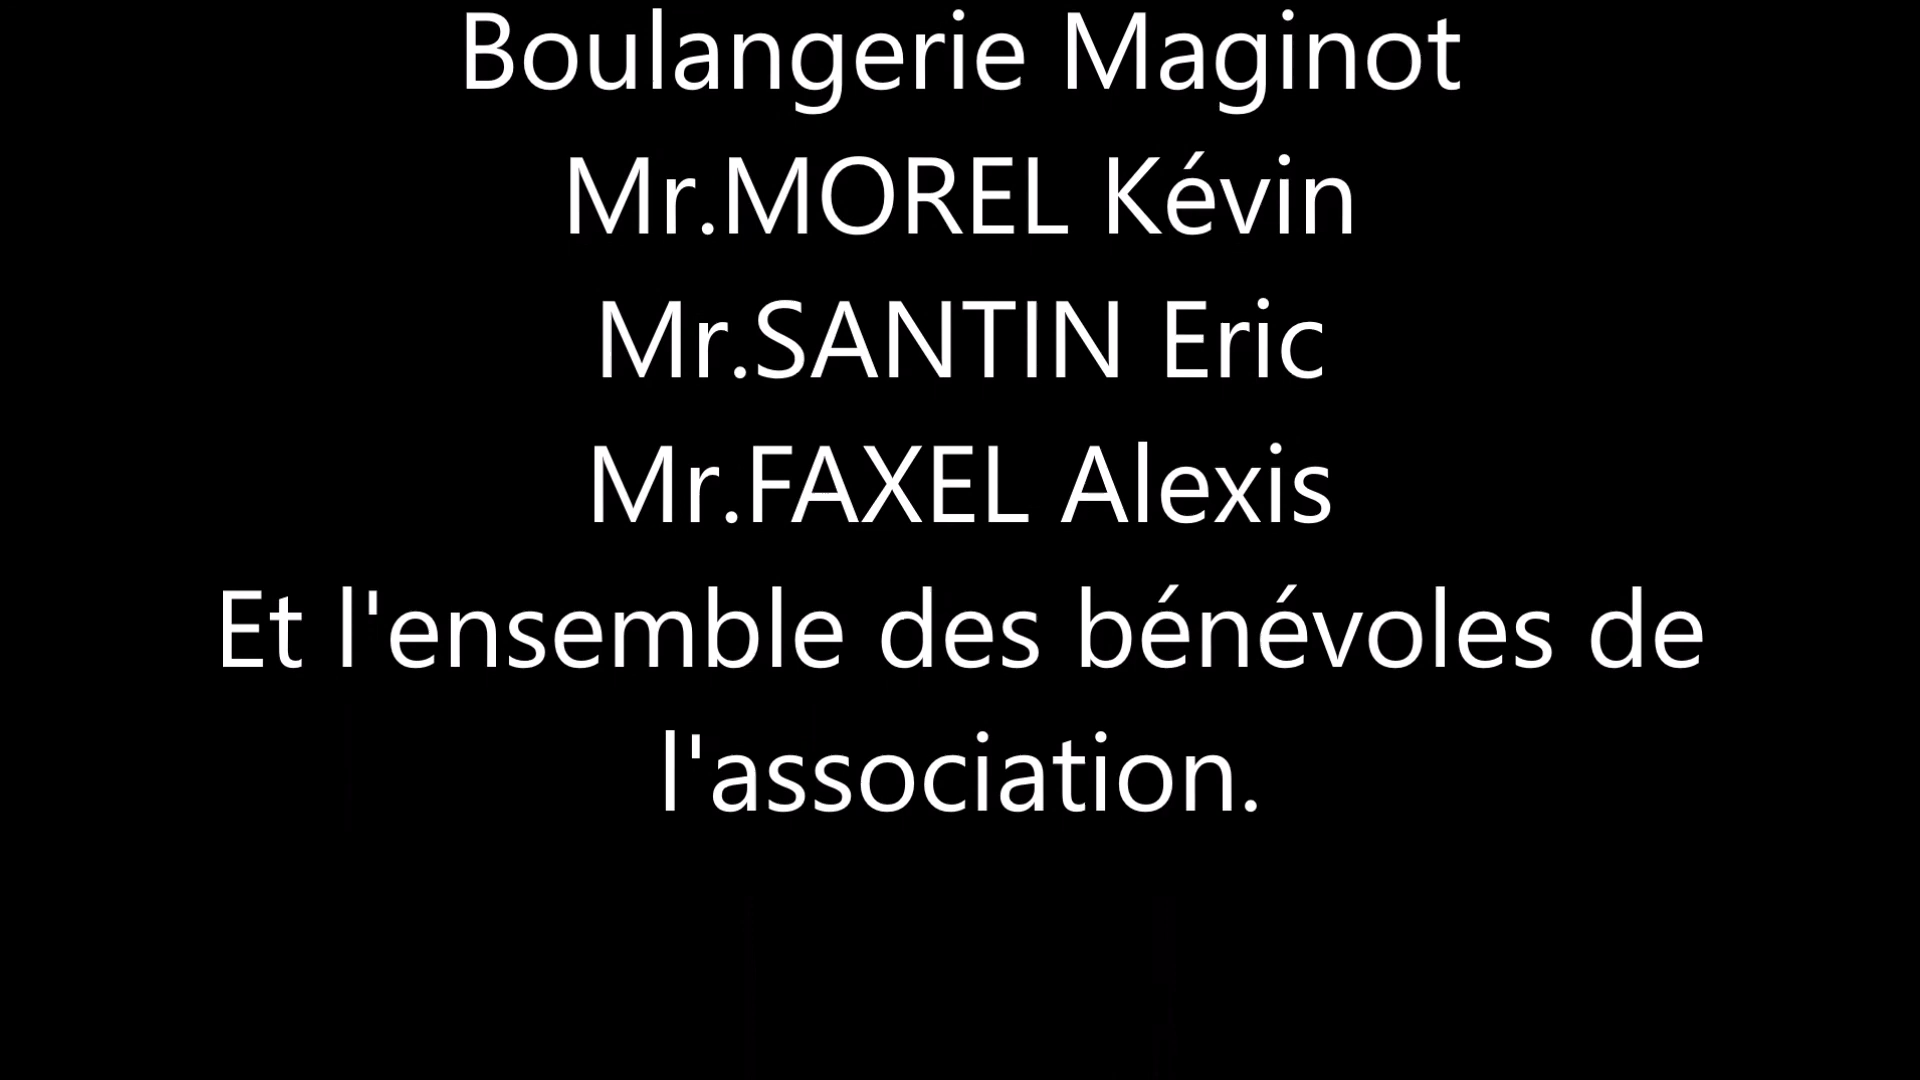 Boulangerie Maginot
Mr.MOREL Kévin
Mr.SANTIN Eric
Mr.FAXEL Alexis
Et l'ensemble des bénévoles de
l'association.